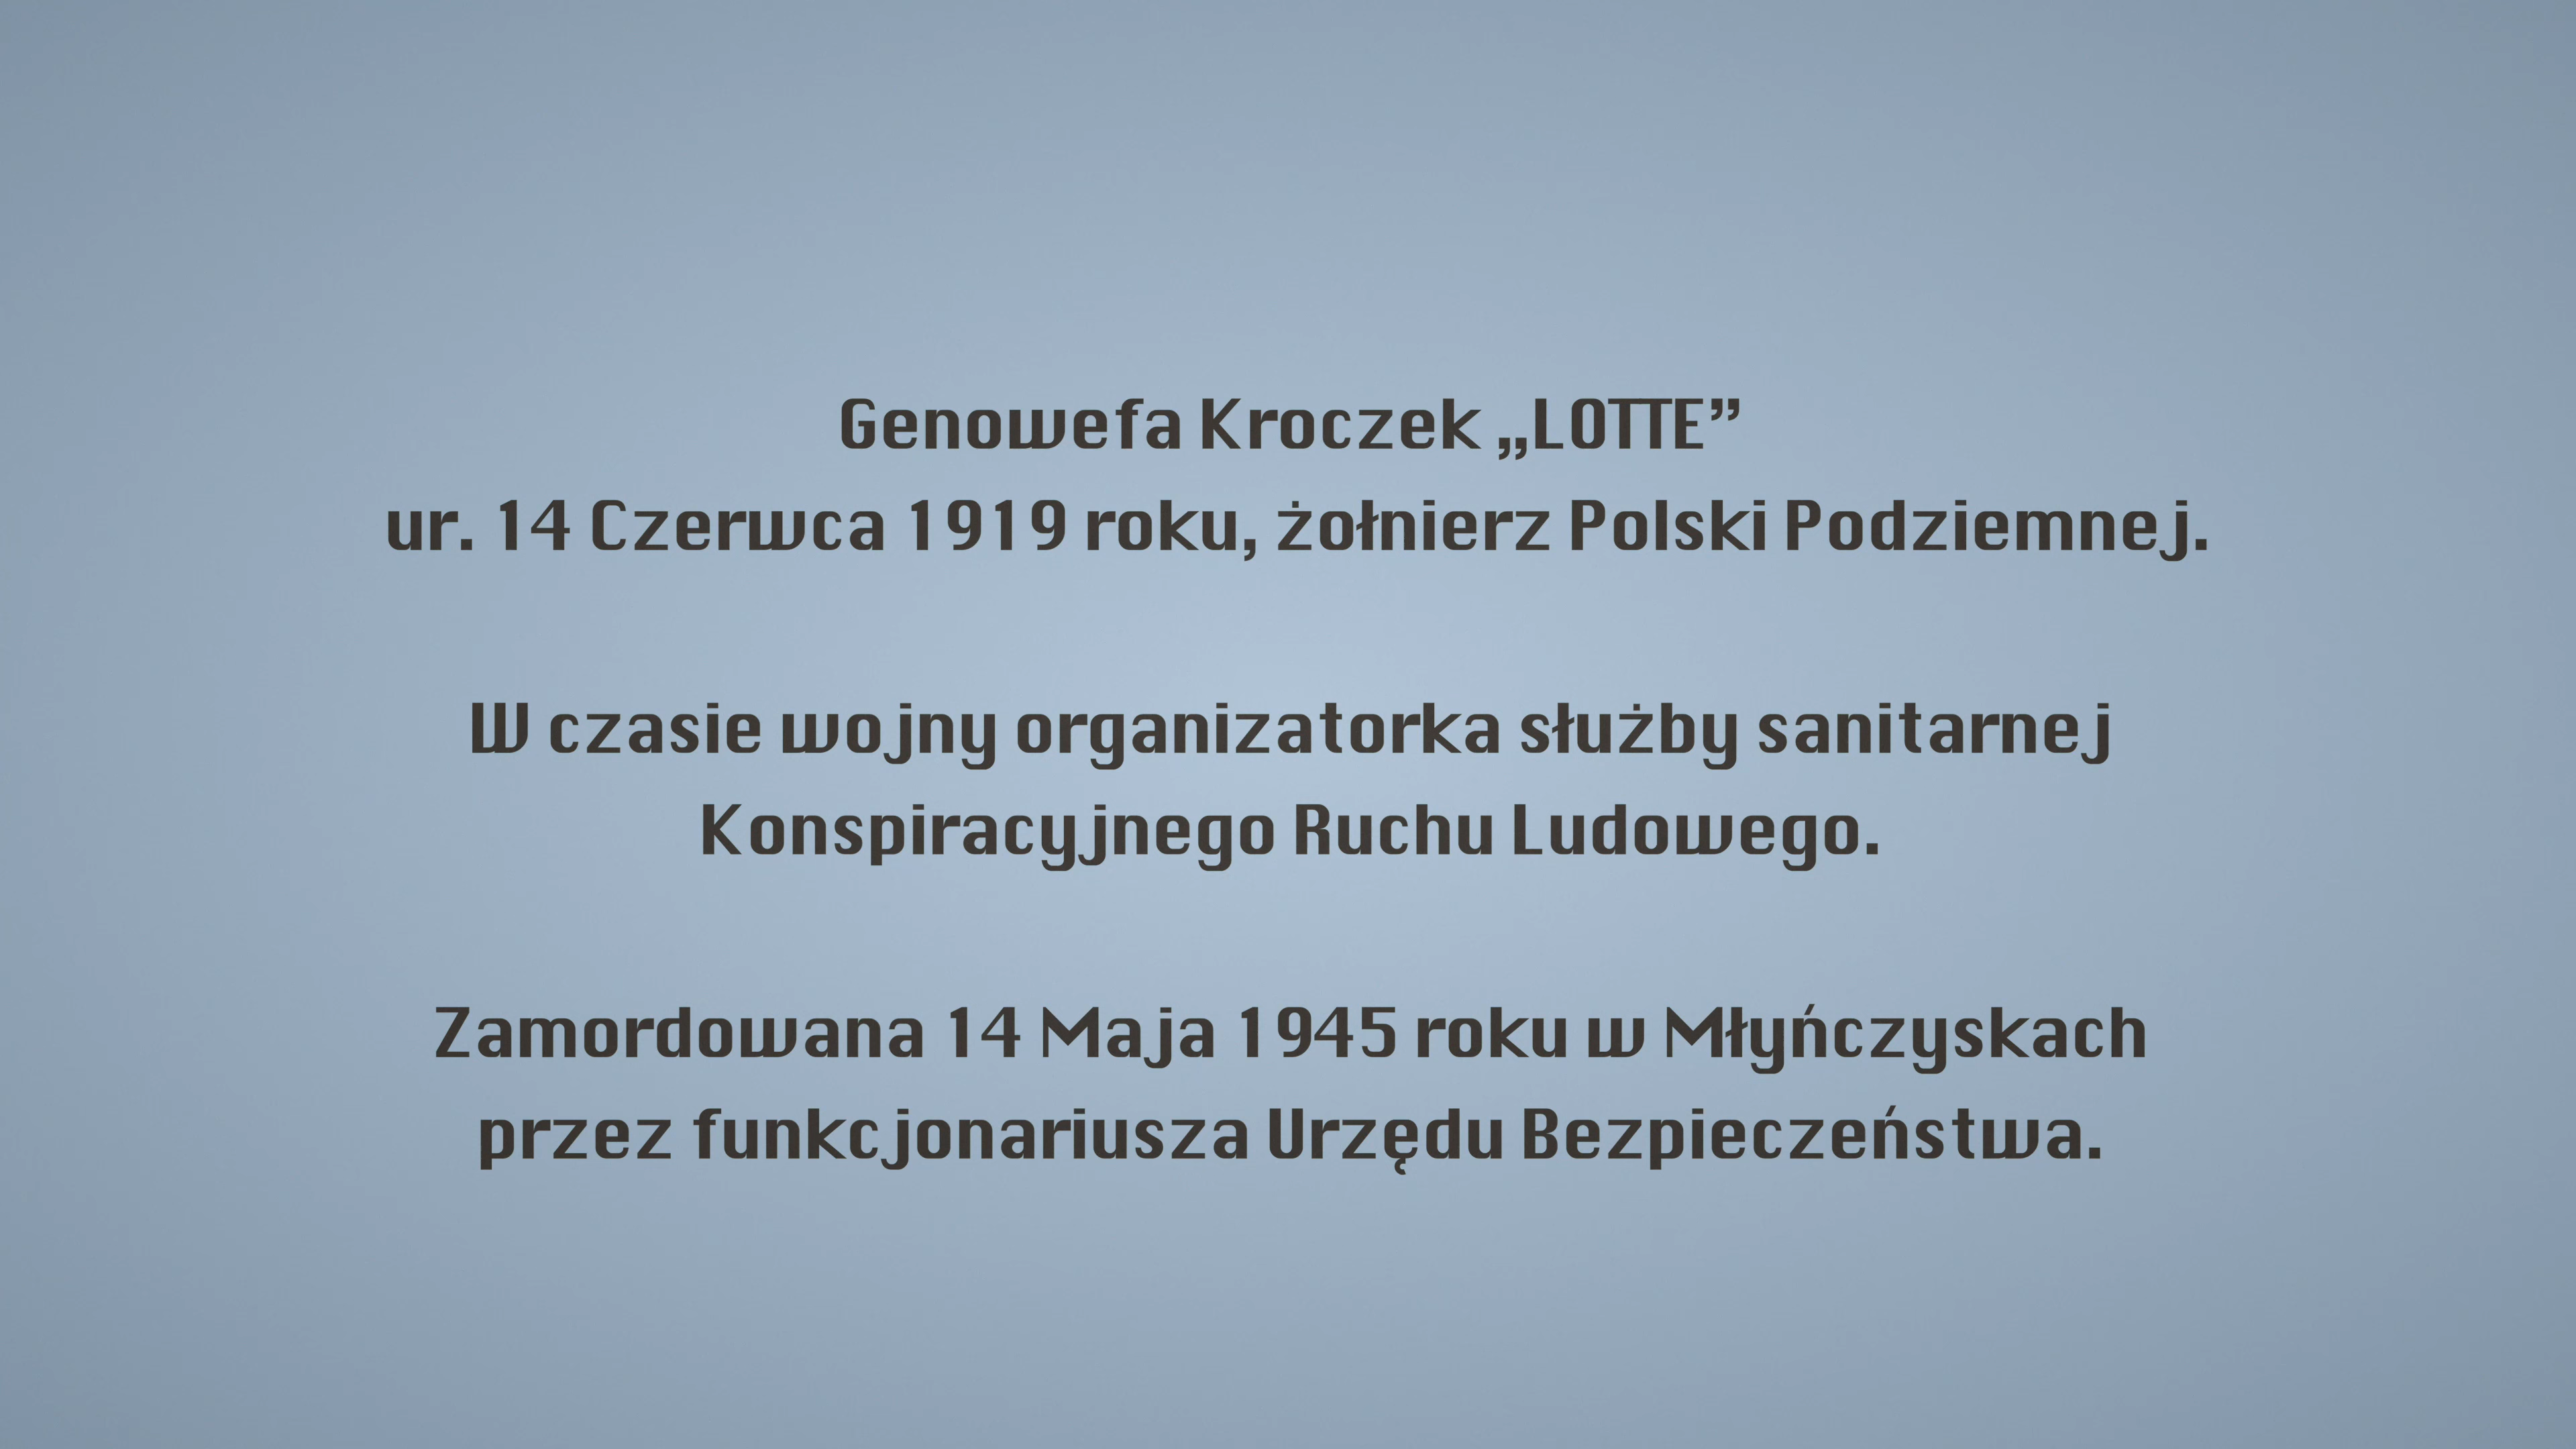 Genowefa Kroczek „LOTTE”
ur. 14 Czerwca 1919 roku, żołnierz Polski Podziemnej.
W czasie wojny organizatorka służby sanitarnej
Konspiracyjnego Ruchu Ludowego.
Zamordowana 14 Maja 1945 roku w Młyńczyskach
przez funkcjonariusza Urzędu Bezpieczeństwa.